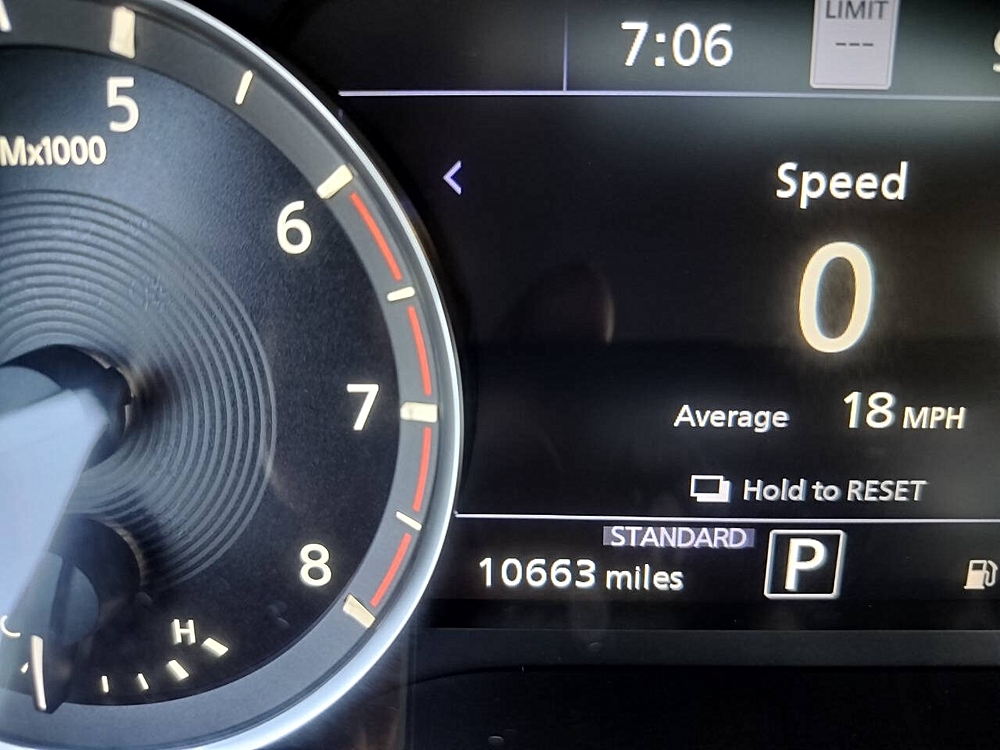 7:06
LIMIT
---
5
Mx1000
6
7
8
H
Speed
0
Average 18 MPH
Hold to RESET
STANDARD
10663 miles
P